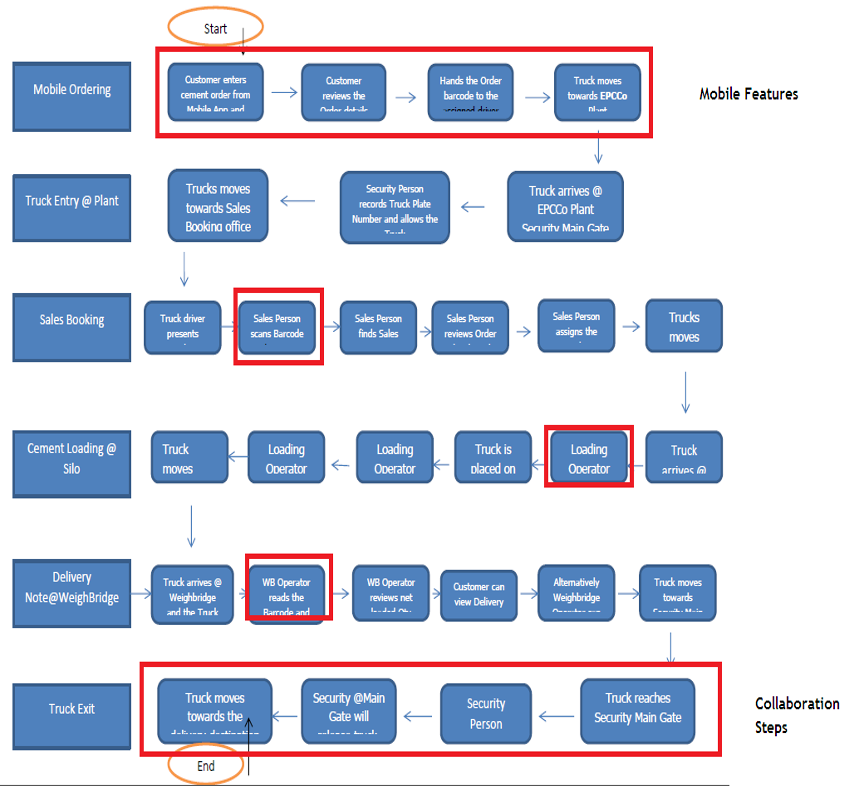 Start
Mobile Ordering
Customer enters
cement order from
Mobile App and
Customer
reviews the
Order details
Hands the Order
barcode to the
assigned driver
Truck moves
towards EPCCo
Plant
Mobile Features
Truck Entry @ Plant
Trucks moves
towards Sales
Booking office
Security Person
records Truck Plate
Number and allows the
Truck
Truck arrives @
EPCCo Plant
Security Main Gate
Sales Booking
Truck driver
presents
Sales Person
scans Barcode
Sales Person
finds Sales
Sales Person
reviews Order
Sales Person
assigns the
Trucks
moves
Cement Loading @
Silo
Truck
moves
Loading
Operator
Loading
Operator
Truck is
placed on
Loading
Operator
Truck
arrives @
Delivery
Note@WeighBridge
Truck arrives @
Weighbridge
and the Truck
WB Operator
reads the
Barcode and
WB Operator
reviews net
loaded Qty
Customer can
view Delivery
Alternatively
Weighbridge
Operator
Truck moves
towards
Security Main
Truck Exit
Truck moves
towards the
delivery destination
Security @Main
Gate will
release truck
Security
Person
Truck reaches
Security Main Gate
Collaboration
Steps
End